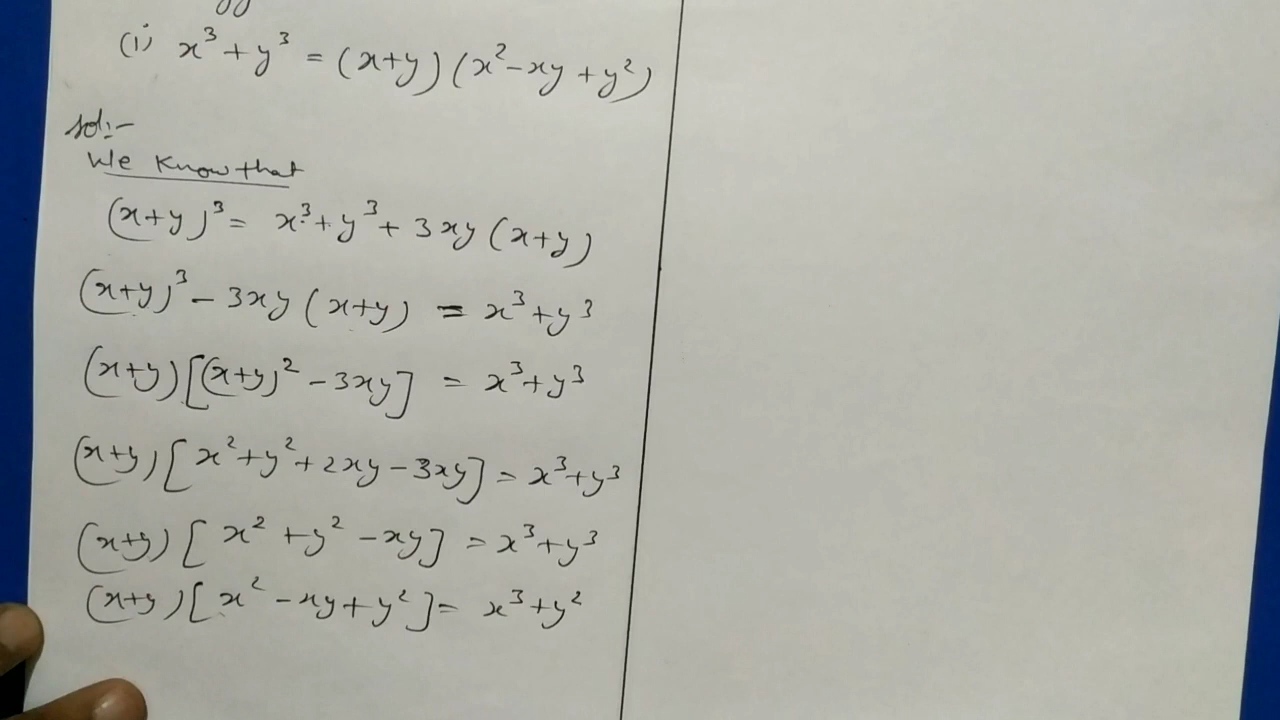 (i) x³ + y³ = (x+y) (x² - xy + y²)
Sol:-
We Know that
(x+y)³ = x³ + y³ + 3xy (x+y)
(x+y)³ - 3xy (x+y) = x³ + y³
(x+y) [(x+y)² - 3xy] = x³ + y³
(x+y) [x² + y² + 2xy - 3xy] = x³ + y³
(x+y) [x² + y² - xy] = x³ + y³
(x+y) [x² - xy + y²] = x³ + y²